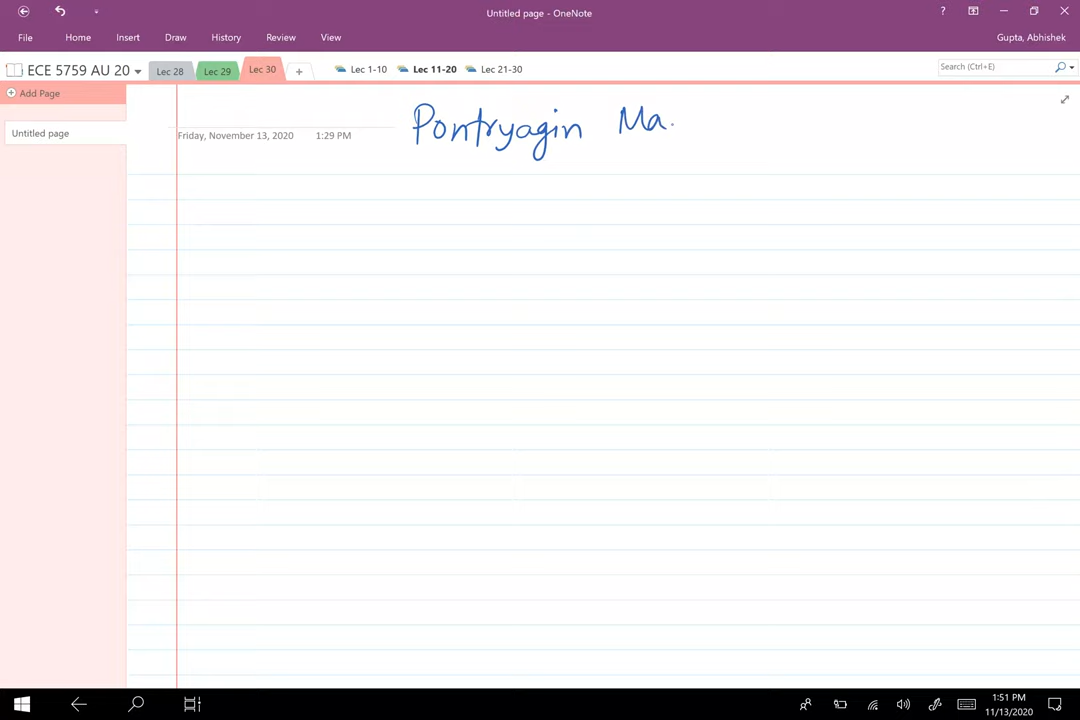 Untitled page - OneNote
?
File Home Insert Draw History Review View Gupta, Abhishek
ECE 5759 AU 20 Lec 28 Lec 29 Lec 30 + Lec 1-10 Lec 11-20 Lec 21-30 Search (Ctrl+E)
Add Page
Untitled page
Pontryagin Ma
Friday, November 13, 2020 1:29 PM
1:51 PM
11/13/2020